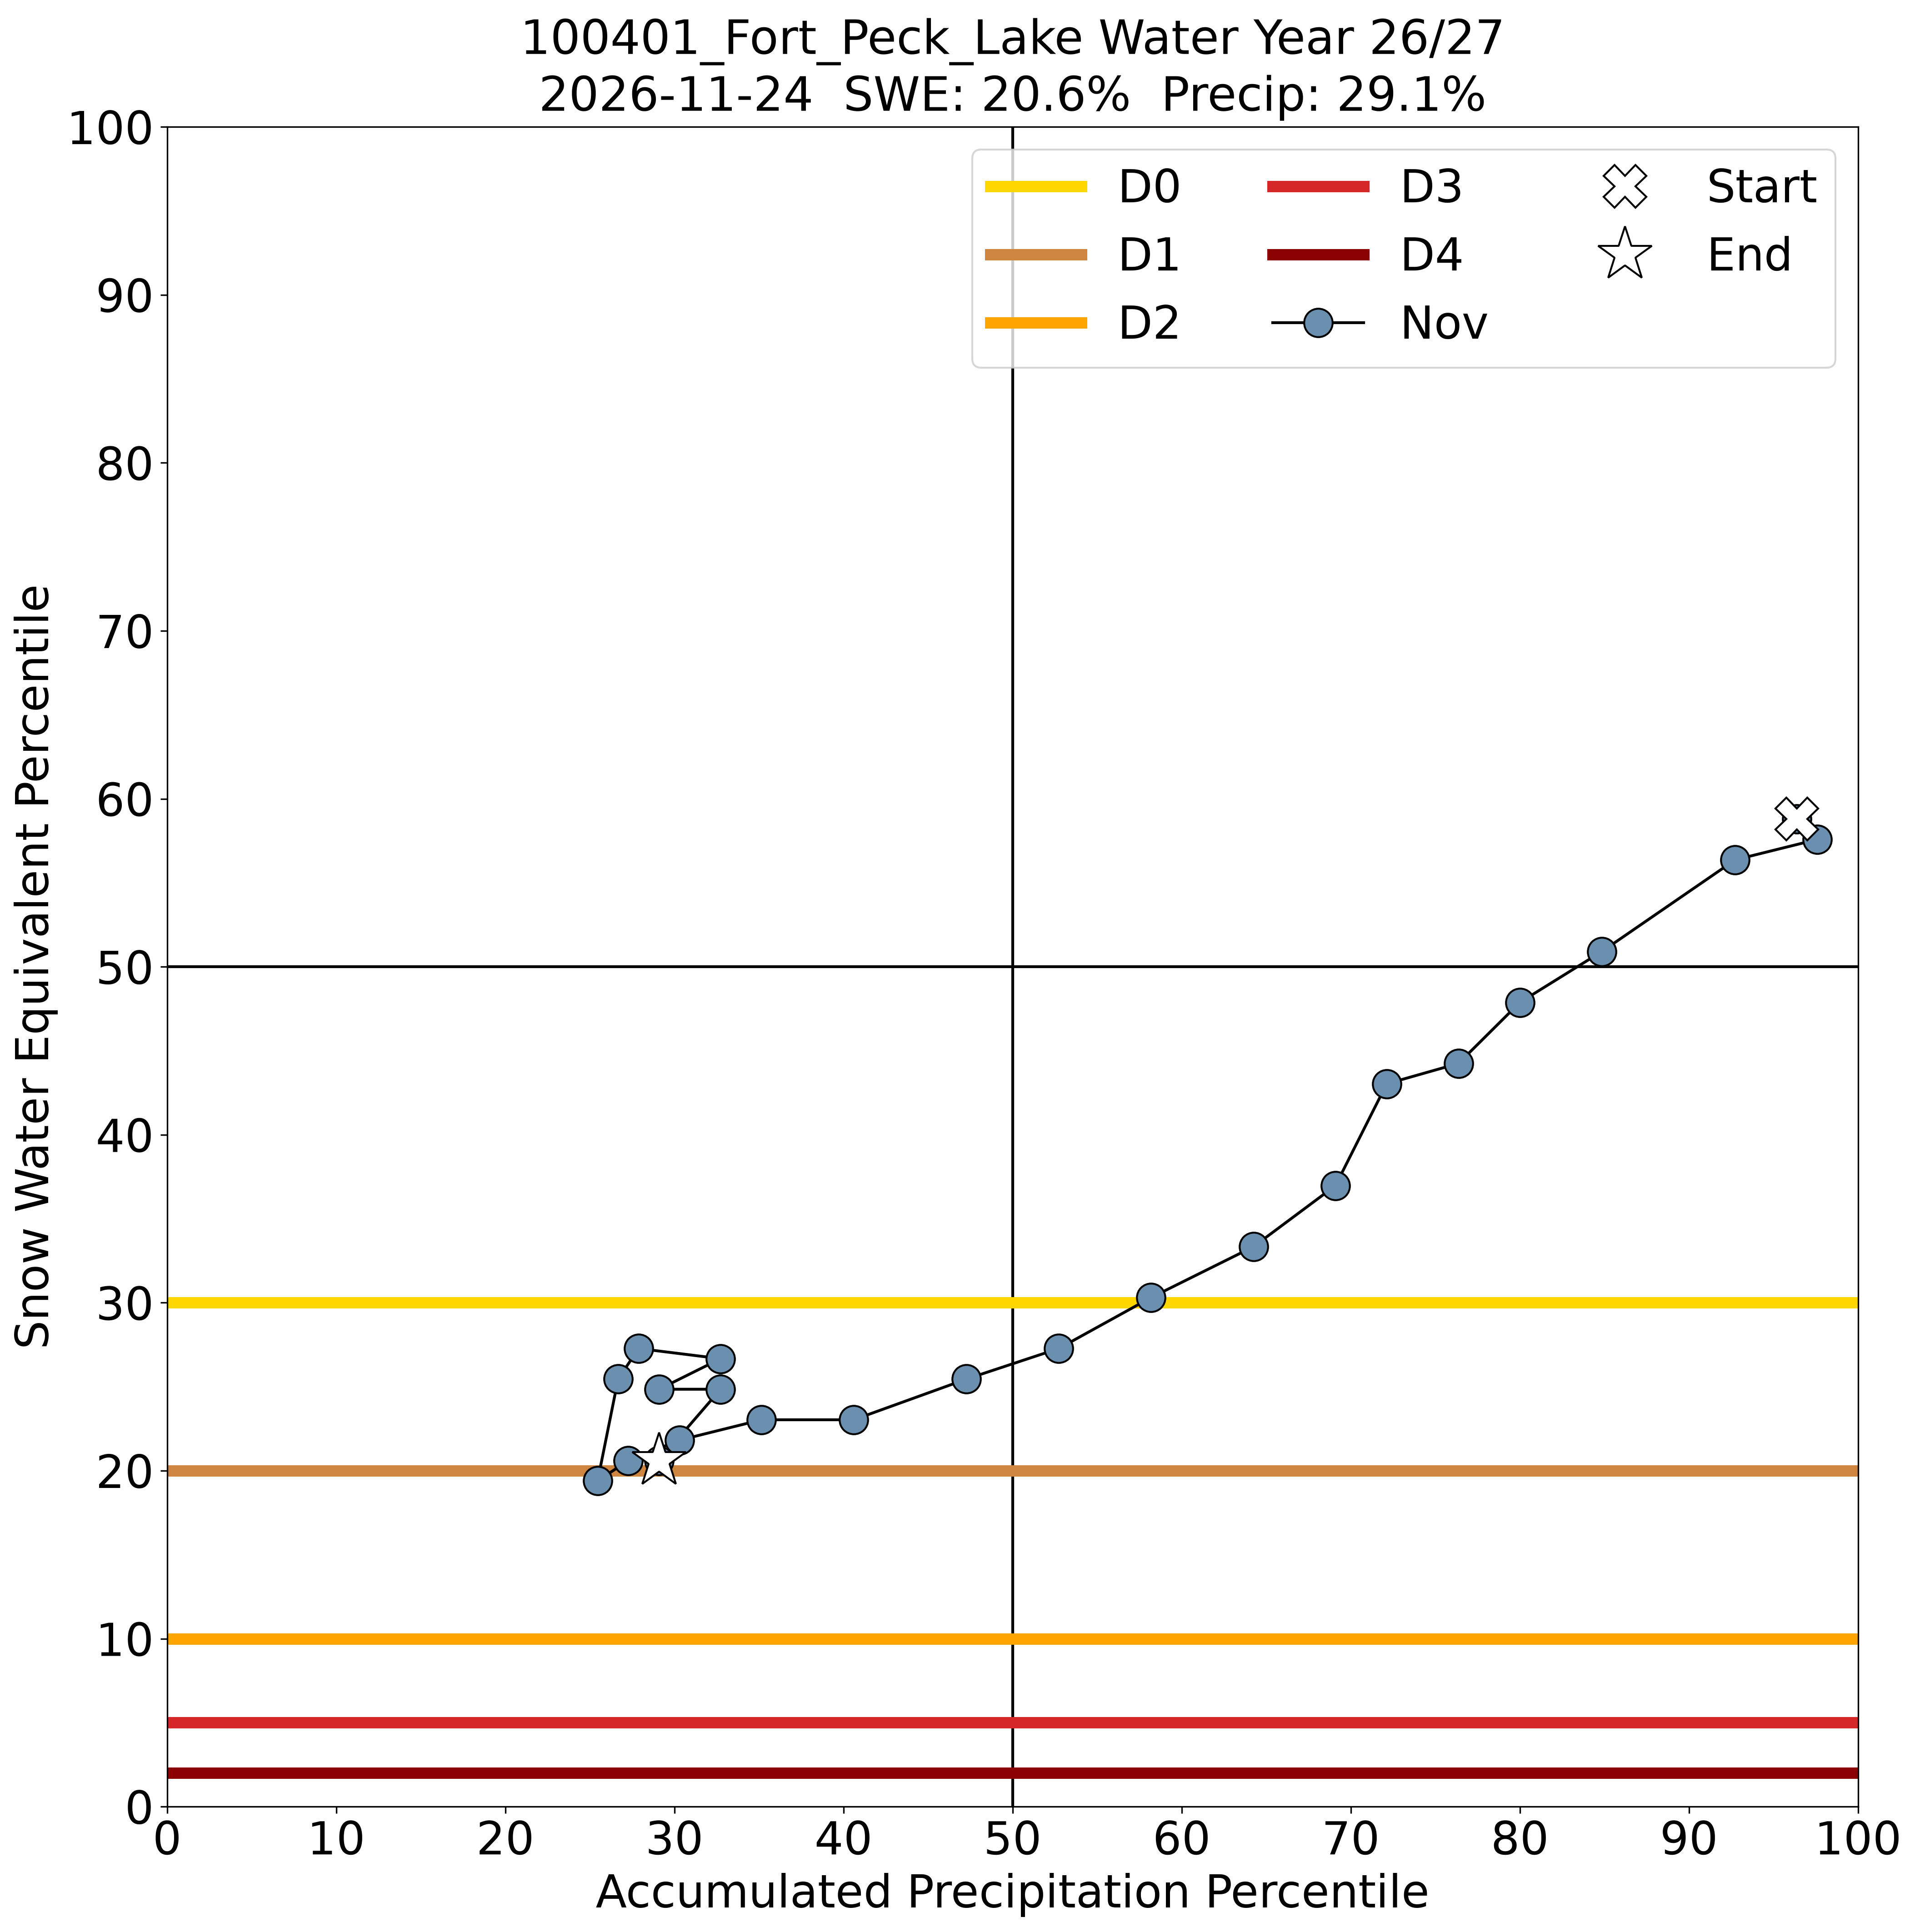 100401_Fort_Peck_Lake Water Year 26/27
2026-11-24  SWE: 20.6%  Precip: 29.1%
D0
D1
D2
D3
D4
Nov
Start
End
Snow Water Equivalent Percentile
100
90
80
70
60
50
40
30
20
10
0
0 10 20 30 40 50 60 70 80 90 100
Accumulated Precipitation Percentile